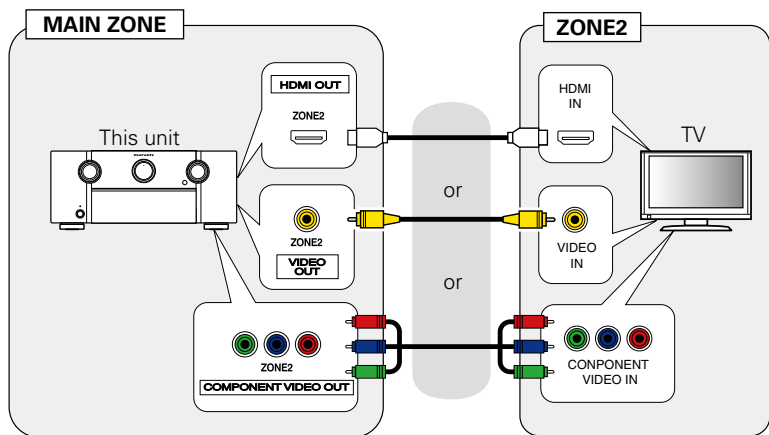 MAIN ZONE
This unit
HDMI OUT
ZONE2
ZONE2
VIDEO
OUT
ZONE2
COMPONENT VIDEO OUT
or
or
ZONE2
HDMI
IN
TV
VIDEO
IN
COMPONENT
VIDEO IN